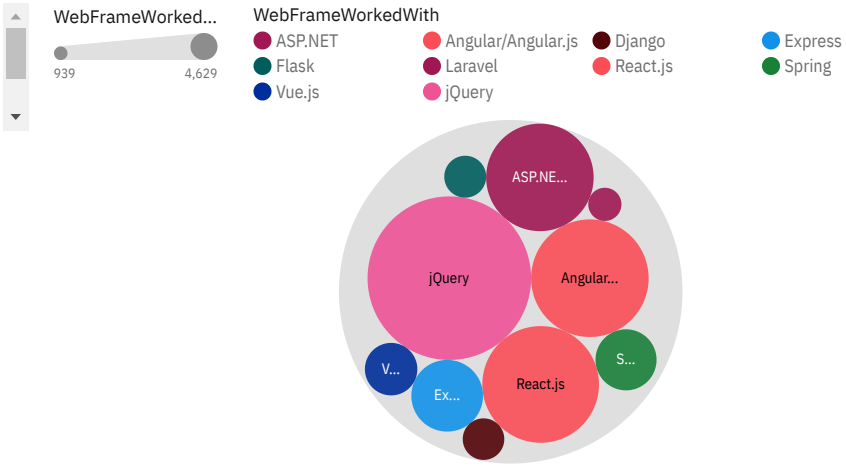 WebFrameWorked...
939 4,629
WebFrameWorkedWith
ASP.NET Angular/Angular.js Django Express
Flask Laravel React.js Spring
Vue.js jQuery
ASP.NE...
jQuery Angular...
S...
V...
React.js
Ex...